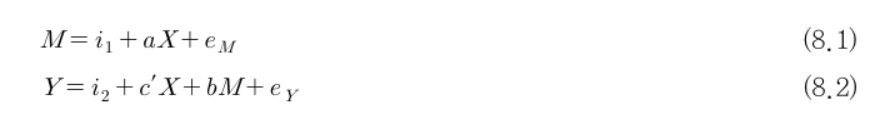 M = i₁ + aX + e_M (8.1)
Y = i₂ + c′X + bM + e_Y (8.2)